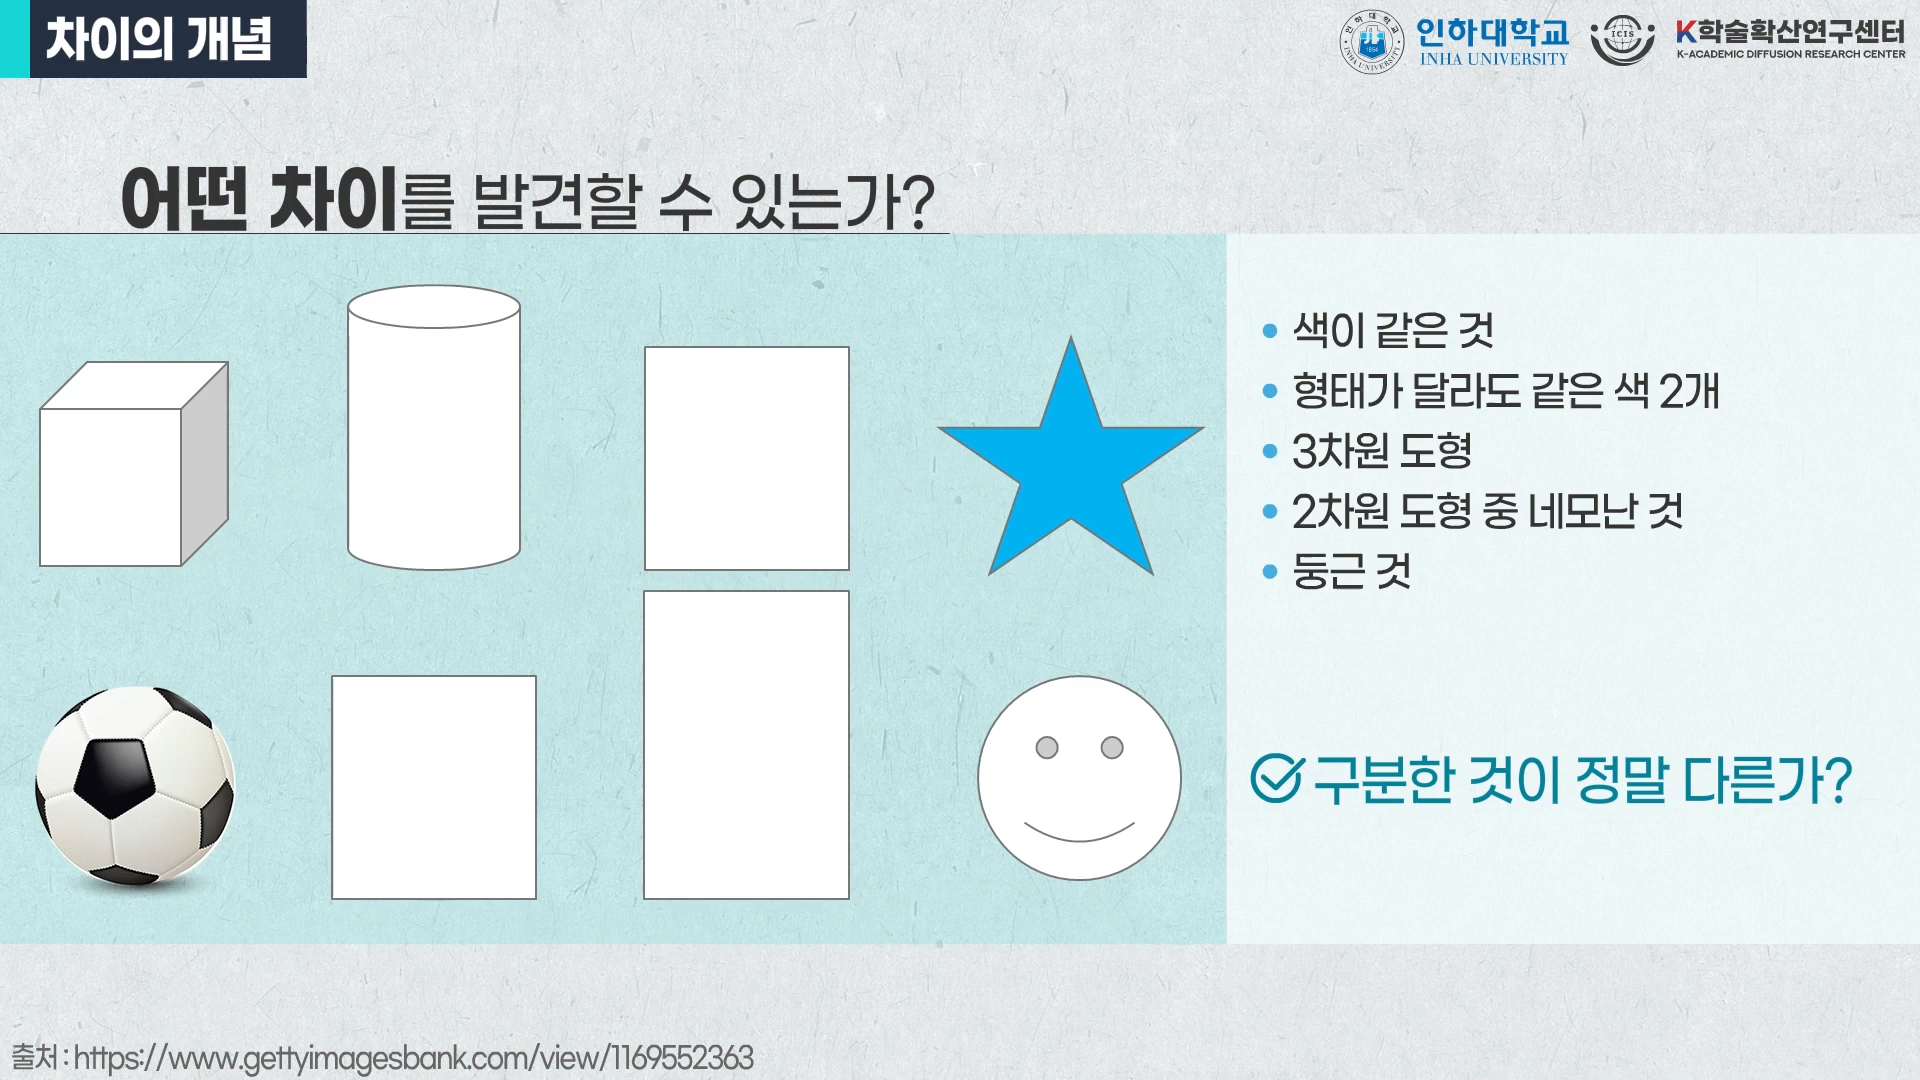 차이의 개념
인하대학교
INHA UNIVERSITY
1954
ICIS
K학술확산연구센터
K-ACADEMIC DIFFUSION RESEARCH CENTER
어떤 차이를 발견할 수 있는가?
• 색이 같은 것
• 형태가 달라도 같은 색 2개
• 3차원 도형
• 2차원 도형 중 네모난 것
• 둥근 것
구분한 것이 정말 다른가?
출처 : https://www.gettyimagesbank.com/view/1169552363